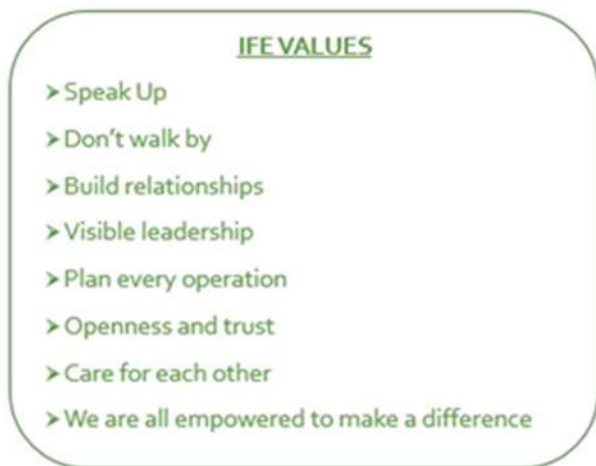 IFE VALUES
➢ Speak Up
➢ Don't walk by
➢ Build relationships
➢ Visible leadership
➢ Plan every operation
➢ Openness and trust
➢ Care for each other
➢ We are all empowered to make a difference